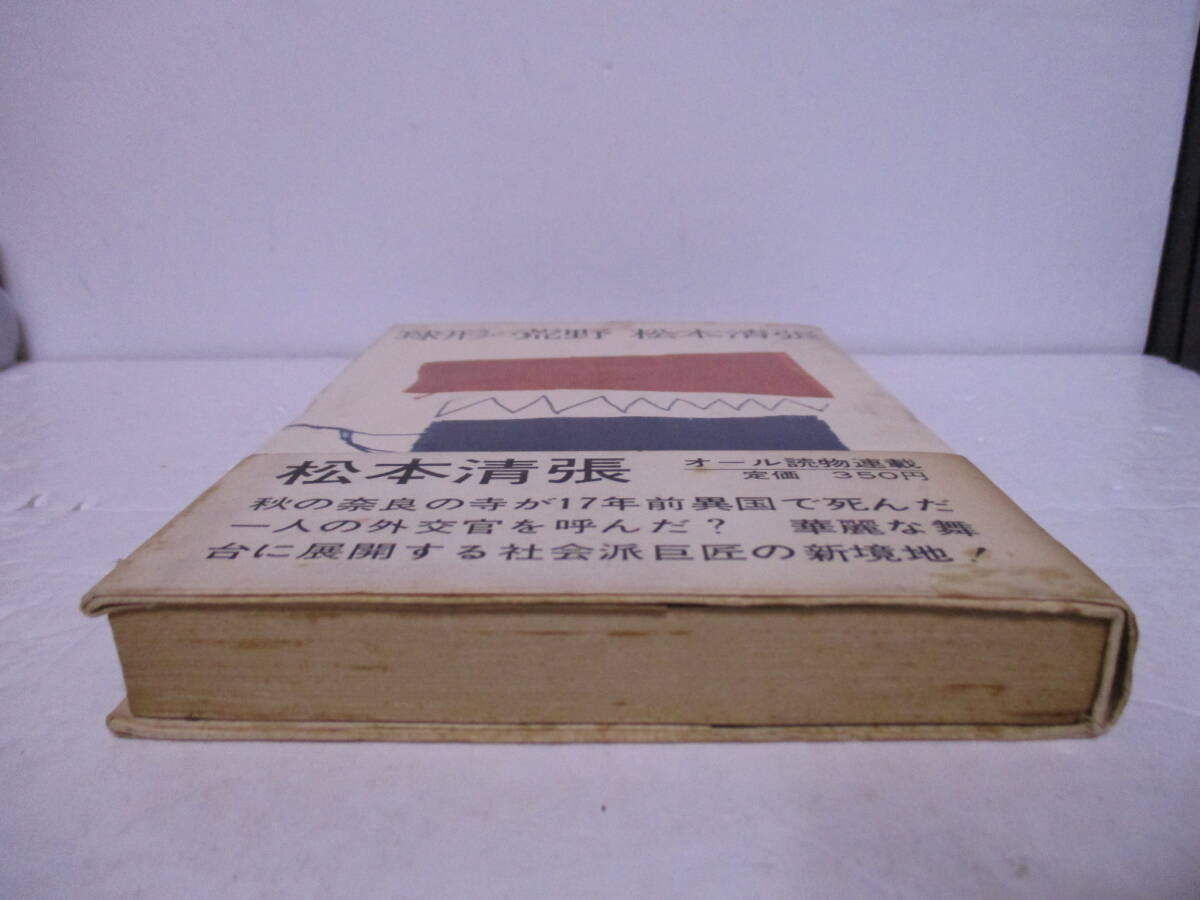 球形の荒野 松本清張
松本清張
オール読物連載
定価 350円
秋の奈良の寺が17年前異国で死んだ
一人の外交官を呼んだ? 華麗な舞
台に展開する社会派巨匠の新境地!